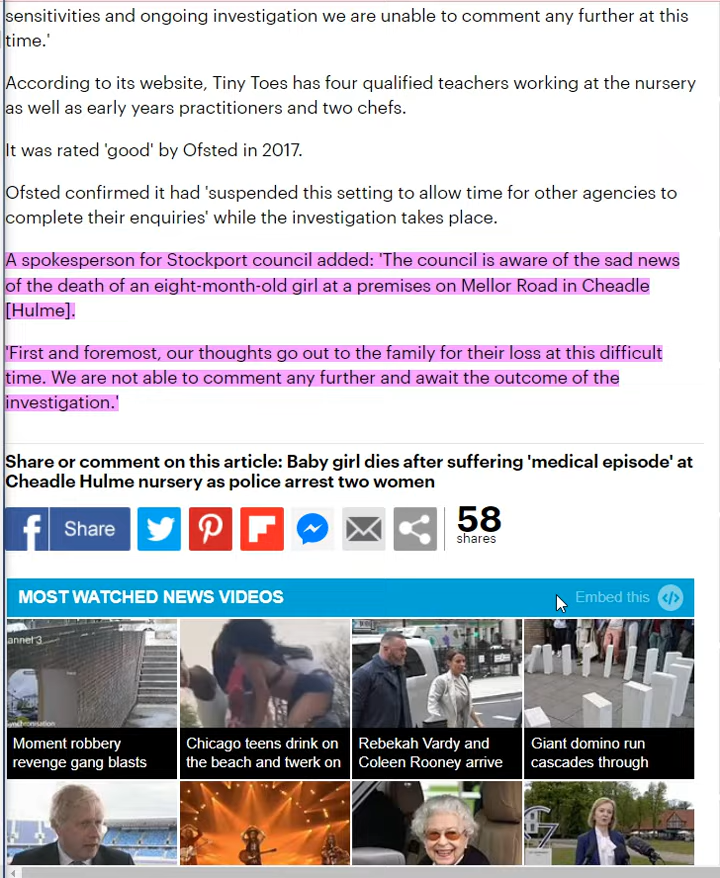 sensitivities and ongoing investigation we are unable to comment any further at this
time.'
According to its website, Tiny Toes has four qualified teachers working at the nursery
as well as early years practitioners and two chefs.
It was rated 'good' by Ofsted in 2017.
Ofsted confirmed it had 'suspended this setting to allow time for other agencies to
complete their enquiries' while the investigation takes place.
A spokesperson for Stockport council added: 'The council is aware of the sad news
of the death of an eight-month-old girl at a premises on Mellor Road in Cheadle
[Hulme].
'First and foremost, our thoughts go out to the family for their loss at this difficult
time. We are not able to comment any further and await the outcome of the
investigation.'
Share or comment on this article: Baby girl dies after suffering 'medical episode' at
Cheadle Hulme nursery as police arrest two women
Share
58
shares
MOST WATCHED NEWS VIDEOS
Embed this
annel 3
Moment robbery
revenge gang blasts
Chicago teens drink on
the beach and twerk on
Rebekah Vardy and
Coleen Rooney arrive
Giant domino run
cascades through